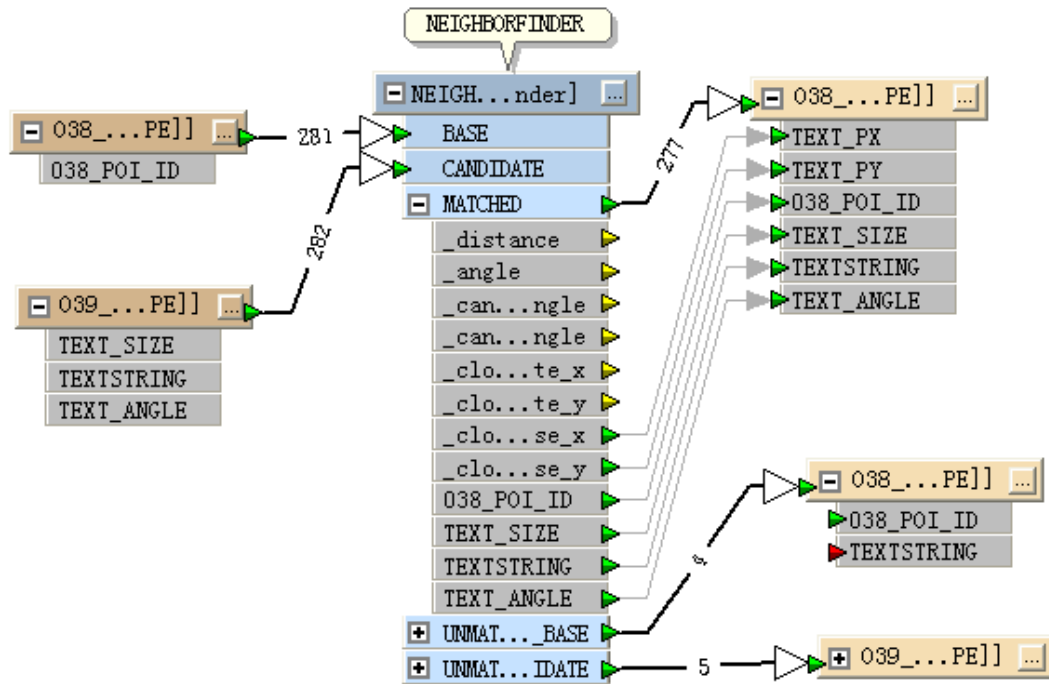 NEIGHBORFINDER
NEIGH...nder] ...
BASE
CANDIDATE
MATCHED
_distance
_angle
_can...ngle
_can...ngle
_clo...te_x
_clo...te_y
_clo...se_x
_clo...se_y
038_POI_ID
TEXT_SIZE
TEXTSTRING
TEXT_ANGLE
UNMAT..._BASE
UNMAT...IDATE
038_...PE]] ...
038_POI_ID
281
039_...PE]] ...
TEXT_SIZE
TEXTSTRING
TEXT_ANGLE
282
277
038_...PE]] ...
TEXT_PX
TEXT_PY
038_POI_ID
TEXT_SIZE
TEXTSTRING
TEXT_ANGLE
4
038_...PE]] ...
038_POI_ID
TEXTSTRING
5
039_...PE]] ...